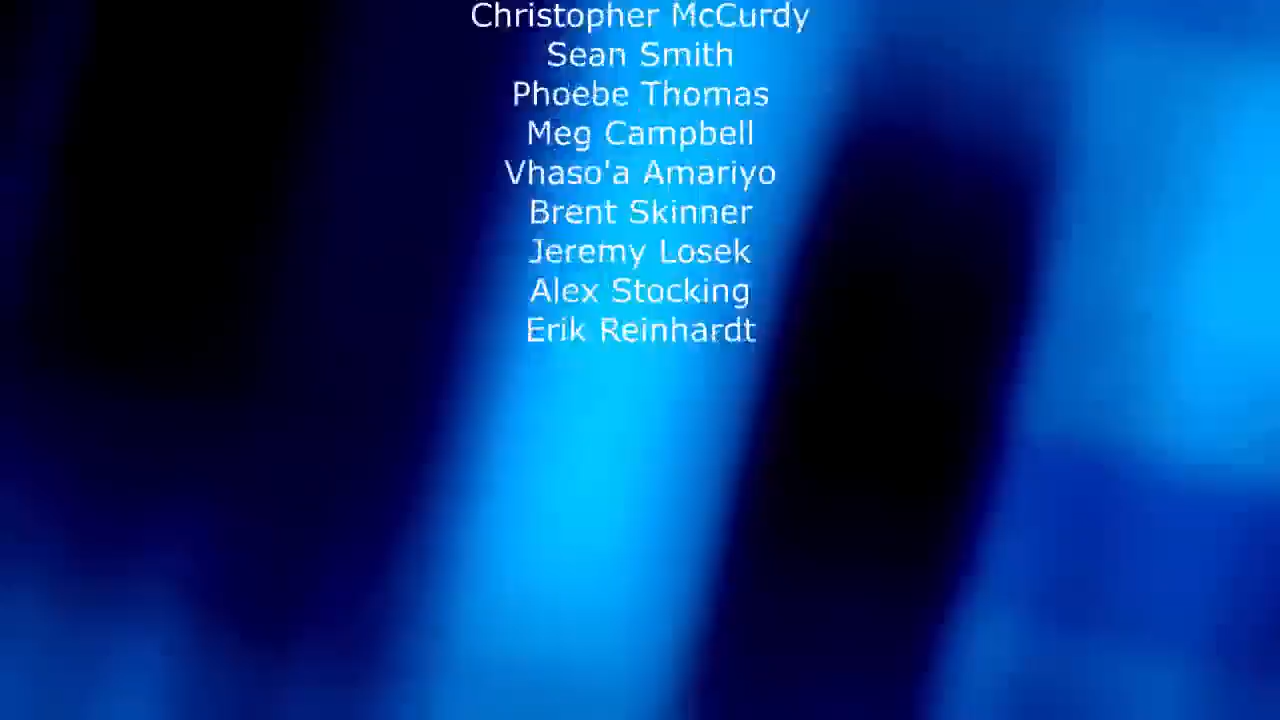 Christopher McCurdy
Sean Smith
Phoebe Thomas
Meg Campbell
Vhaso'a Amariyo
Brent Skinner
Jeremy Losek
Alex Stocking
Erik Reinhardt